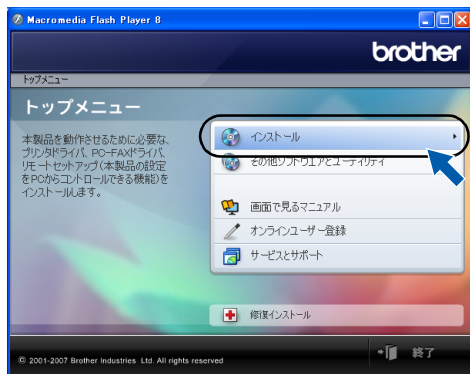 Macromedia Flash Player 8
brother
トップメニュー
トップメニュー
本製品を動作させるために必要な、
プリンタドライバ、PC-FAXドライバ、
リモートセットアップ(本製品の設定
をPCからコントロールできる機能)を
インストールします。
インストール
その他ソフトウェアとユーティリティ
画面で見るマニュアル
オンラインユーザー登録
サービスとサポート
修復インストール
© 2001-2007 Brother Industries Ltd. All rights reserved
終了